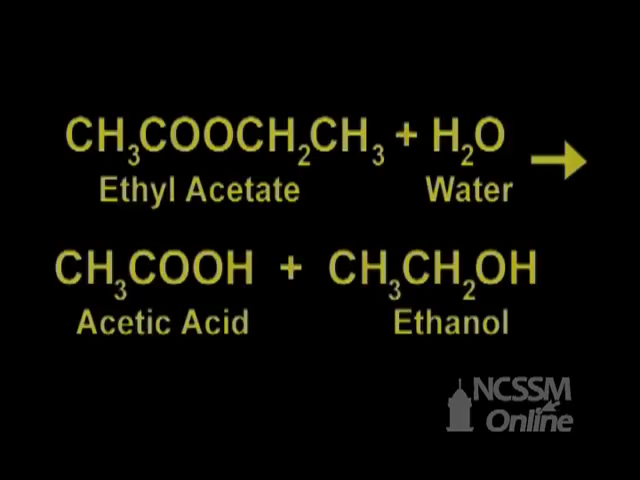 CH₃COOCH₂CH₃ + H₂O →
Ethyl Acetate Water
CH₃COOH + CH₃CH₂OH
Acetic Acid Ethanol
NCSSM
Online